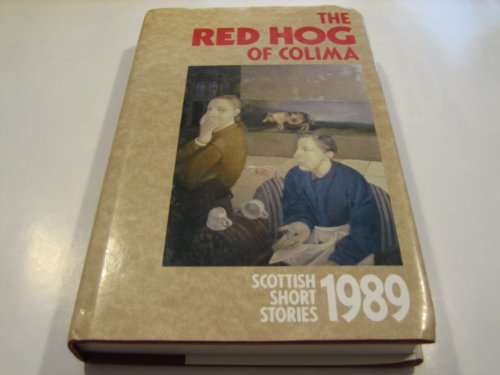 THE
RED HOG
OF COLIMA
SCOTTISH
SHORT
STORIES
1989